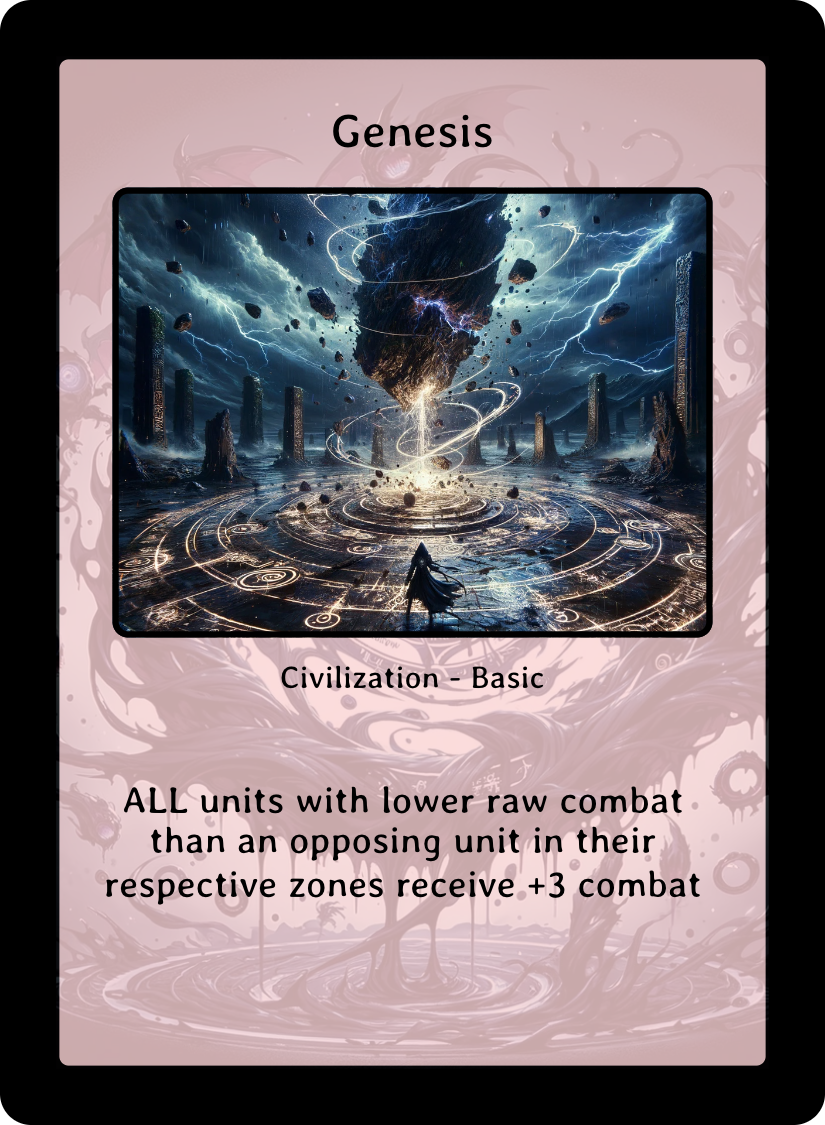 Genesis
Civilization - Basic
ALL units with lower raw combat
than an opposing unit in their
respective zones receive +3 combat